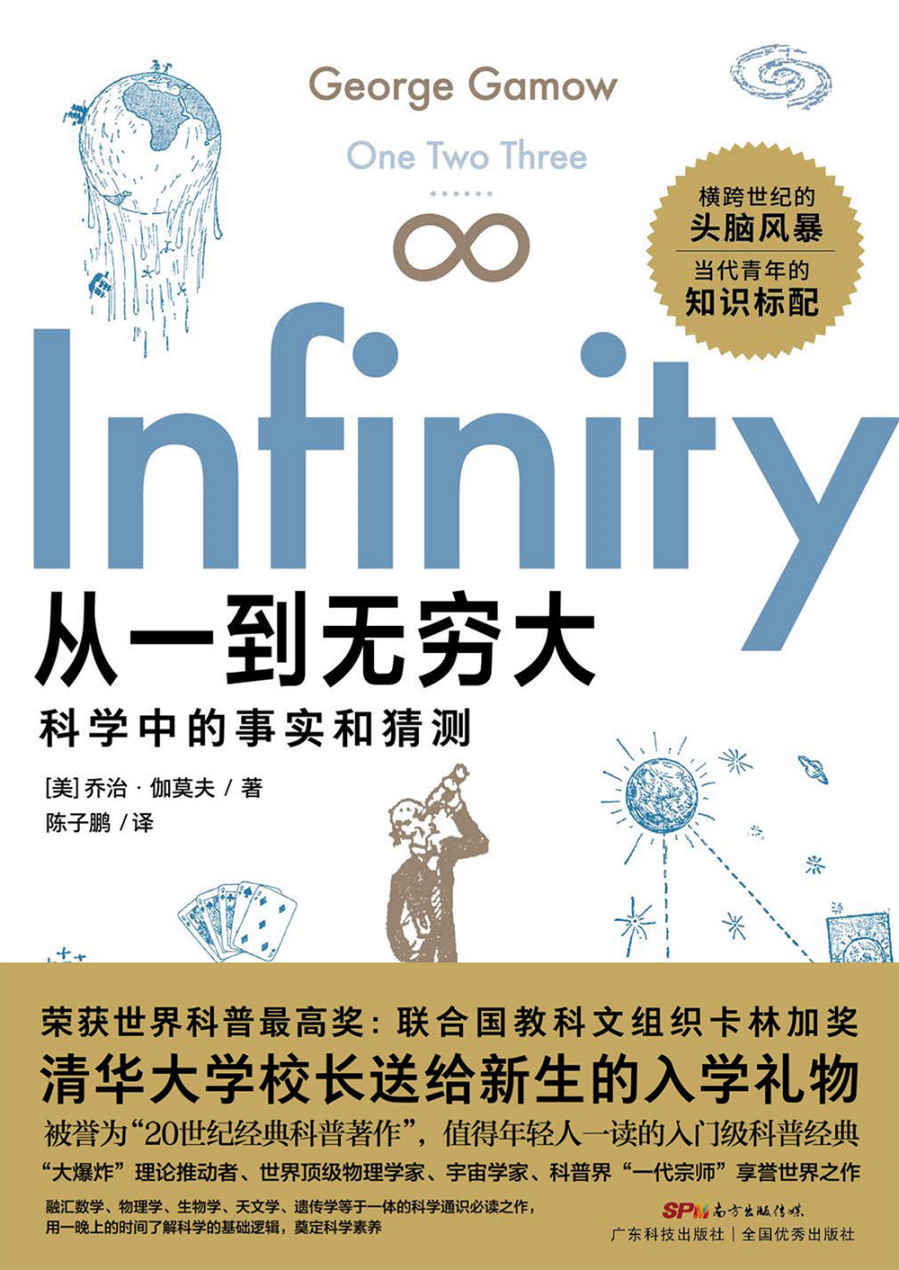 George Gamow
One Two Three
······
∞
横跨世纪的
头脑风暴
当代青年的
知识标配
Infinity
从一到无穷大
科学中的事实和猜测
[美]乔治·伽莫夫 / 著
陈子鹏 / 译
荣获世界科普最高奖：联合国教科文组织卡林加奖
清华大学校长送给新生的入学礼物
被誉为“20世纪经典科普著作”，值得年轻人一读的入门级科普经典
“大爆炸”理论推动者、世界顶级物理学家、宇宙学家、科普界“一代宗师”享誉世界之作
融汇数学、物理学、生物学、天文学、遗传学等于一体的科学通识必读之作，
用一晚上的时间了解科学的基础逻辑，奠定科学素养
SPM 南方出版传媒
广东科技出版社｜全国优秀出版社